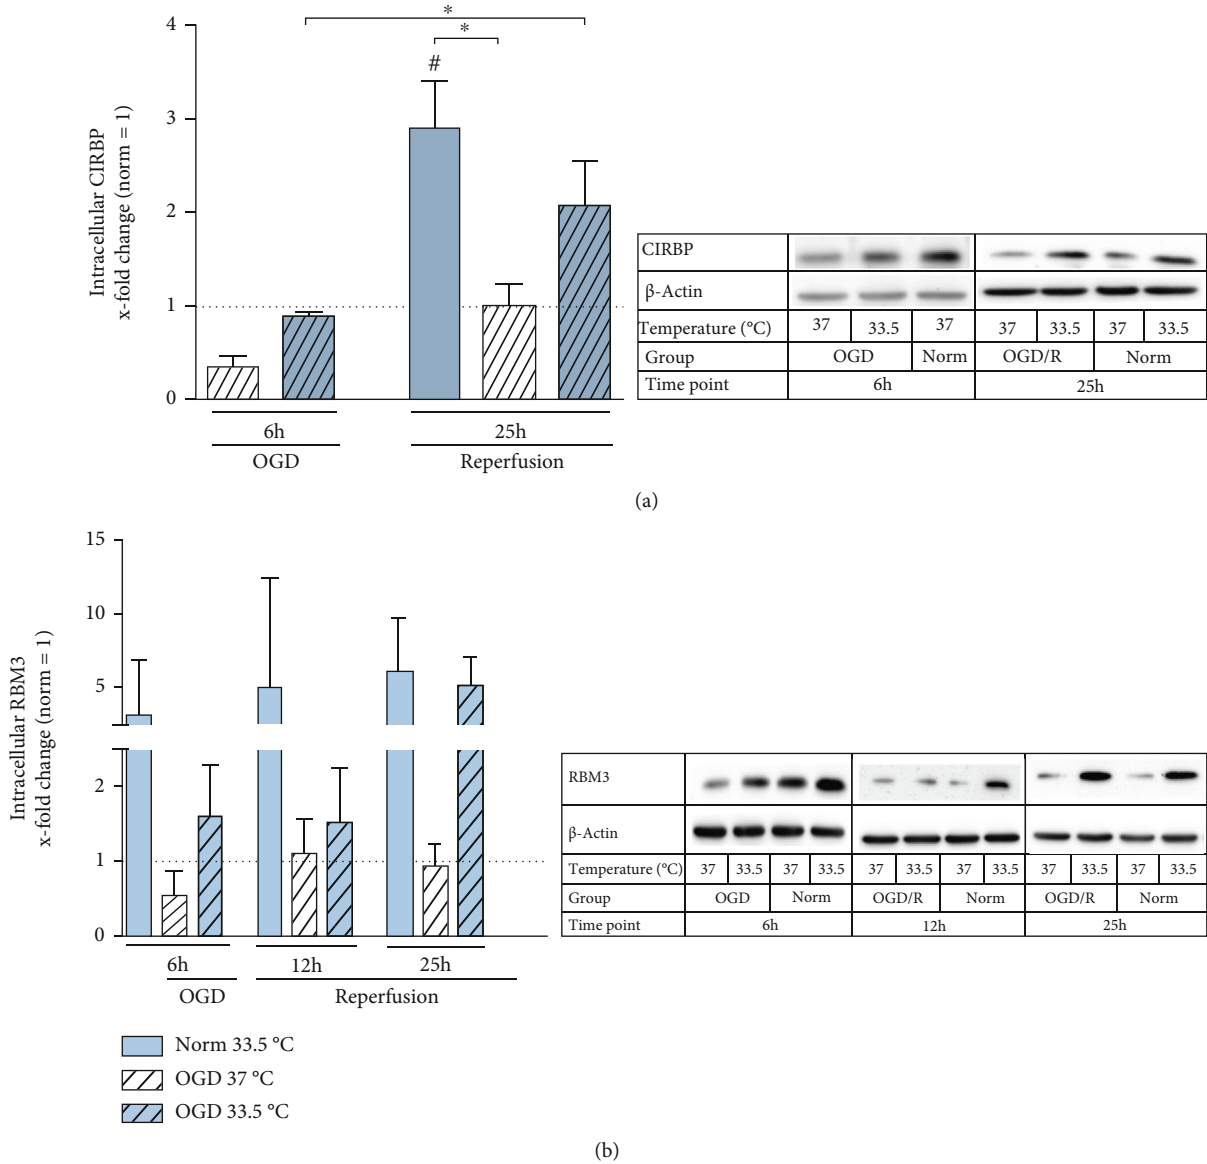 *
*
#
4
3
2
1
0
Intracellular CIRBP
x-fold change (norm = 1)
6h
25h
OGD
Reperfusion
CIRBP
β-Actin
Temperature (°C) 37 33.5 37 37 33.5 37 33.5
Group OGD Norm OGD/R Norm
Time point 6h 25h
(a)
15
10
5
2
1
0
Intracellular RBM3
x-fold change (norm = 1)
6h 12h 25h
OGD Reperfusion
RBM3
β-Actin
Temperature (°C) 37 33.5 37 33.5 37 33.5 37 33.5 37 33.5 37 33.5
Group OGD Norm OGD/R Norm OGD/R Norm
Time point 6h 12h 25h
Norm 33.5 °C
OGD 37 °C
OGD 33.5 °C
(b)